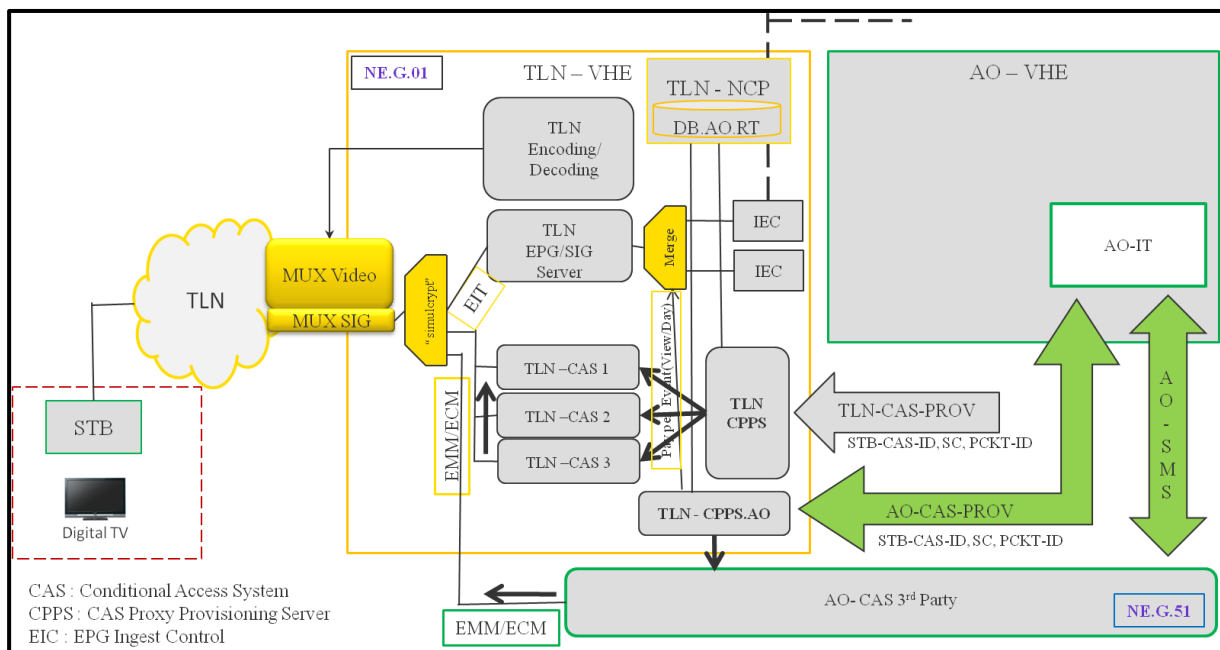 NE.G.01
TLN – VHE
TLN - NCP
DB.AO.RT
AO – VHE
TLN
Encoding/
Decoding
TLN
EPG/SIG
Server
Merge
IEC
IEC
AO-IT
TLN
MUX Video
MUX SIG
“simulcrypt”
EIT
Payper Event(View/Day)
TLN –CAS 1
TLN –CAS 2
TLN –CAS 3
TLN
CPPS
TLN-CAS-PROV
STB-CAS-ID, SC, PCKT-ID
AO-SMS
EMM/ECM
STB
Digital TV
TLN- CPPS.AO
AO-CAS-PROV
STB-CAS-ID, SC, PCKT-ID
AO- CAS 3rd Party
NE.G.51
EMM/ECM
CAS : Conditional Access System
CPPS : CAS Proxy Provisioning Server
EIC : EPG Ingest Control